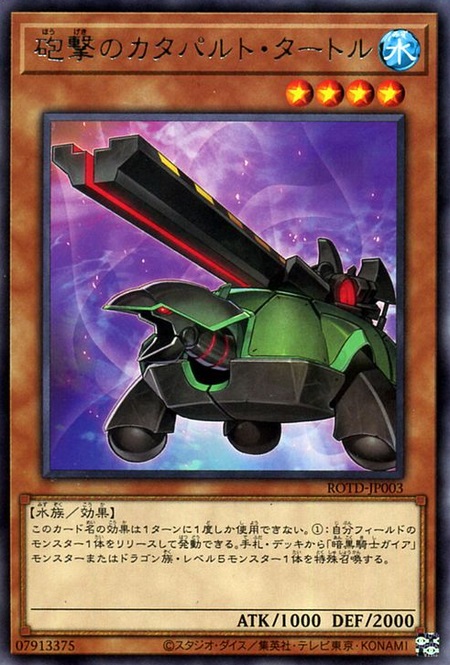 砲撃のカタパルト・タートル
水
ROTD-JP003
【水族／効果】
このカード名の効果は1ターンに1度しか使用できない。①：自分フィールドの
モンスター1体をリリースして発動できる。手札・デッキから「暗黒騎士ガイア」
モンスターまたはドラゴン族・レベル5モンスター1体を特殊召喚する。
ATK/1000 DEF/2000
07913375
©スタジオ・ダイス／集英社・テレビ東京・KONAMI